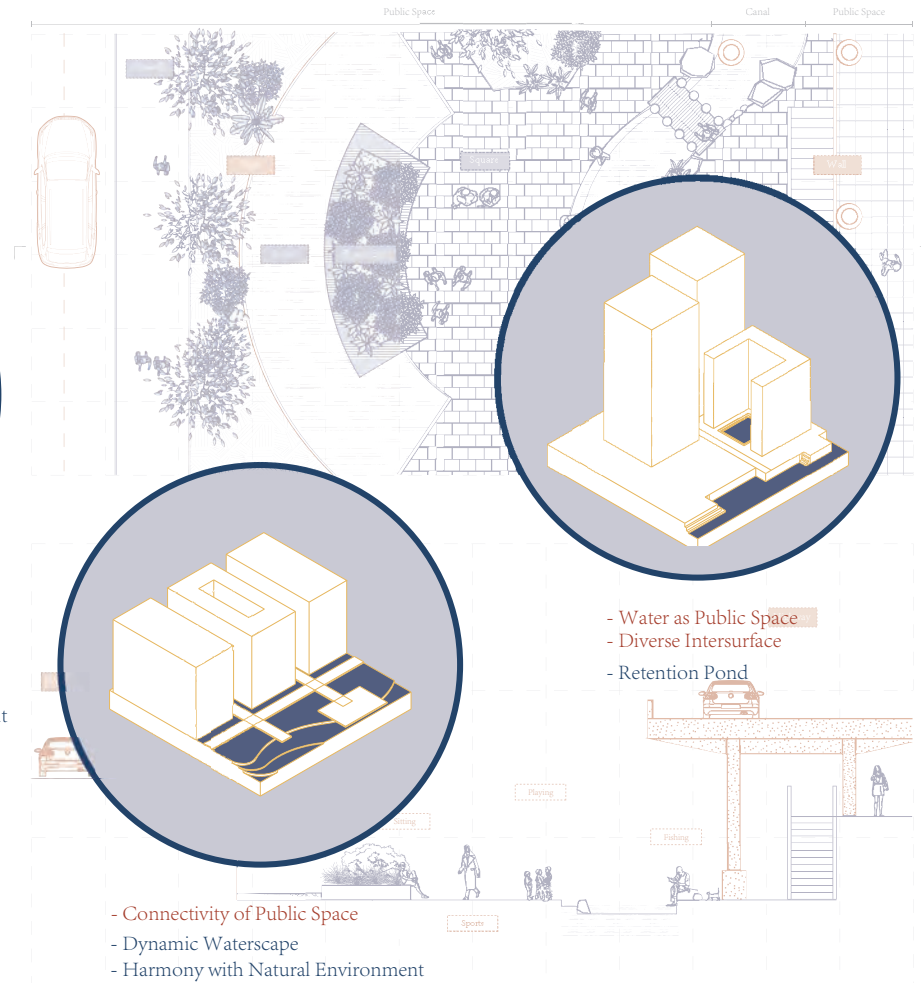 Public Space
Canal
Public Space
Square
Wall
- Water as Public Space
- Diverse Intersurface
- Retention Pond
t
Playing
Fishing
Sports
- Connectivity of Public Space
- Dynamic Waterscape
- Harmony with Natural Environment